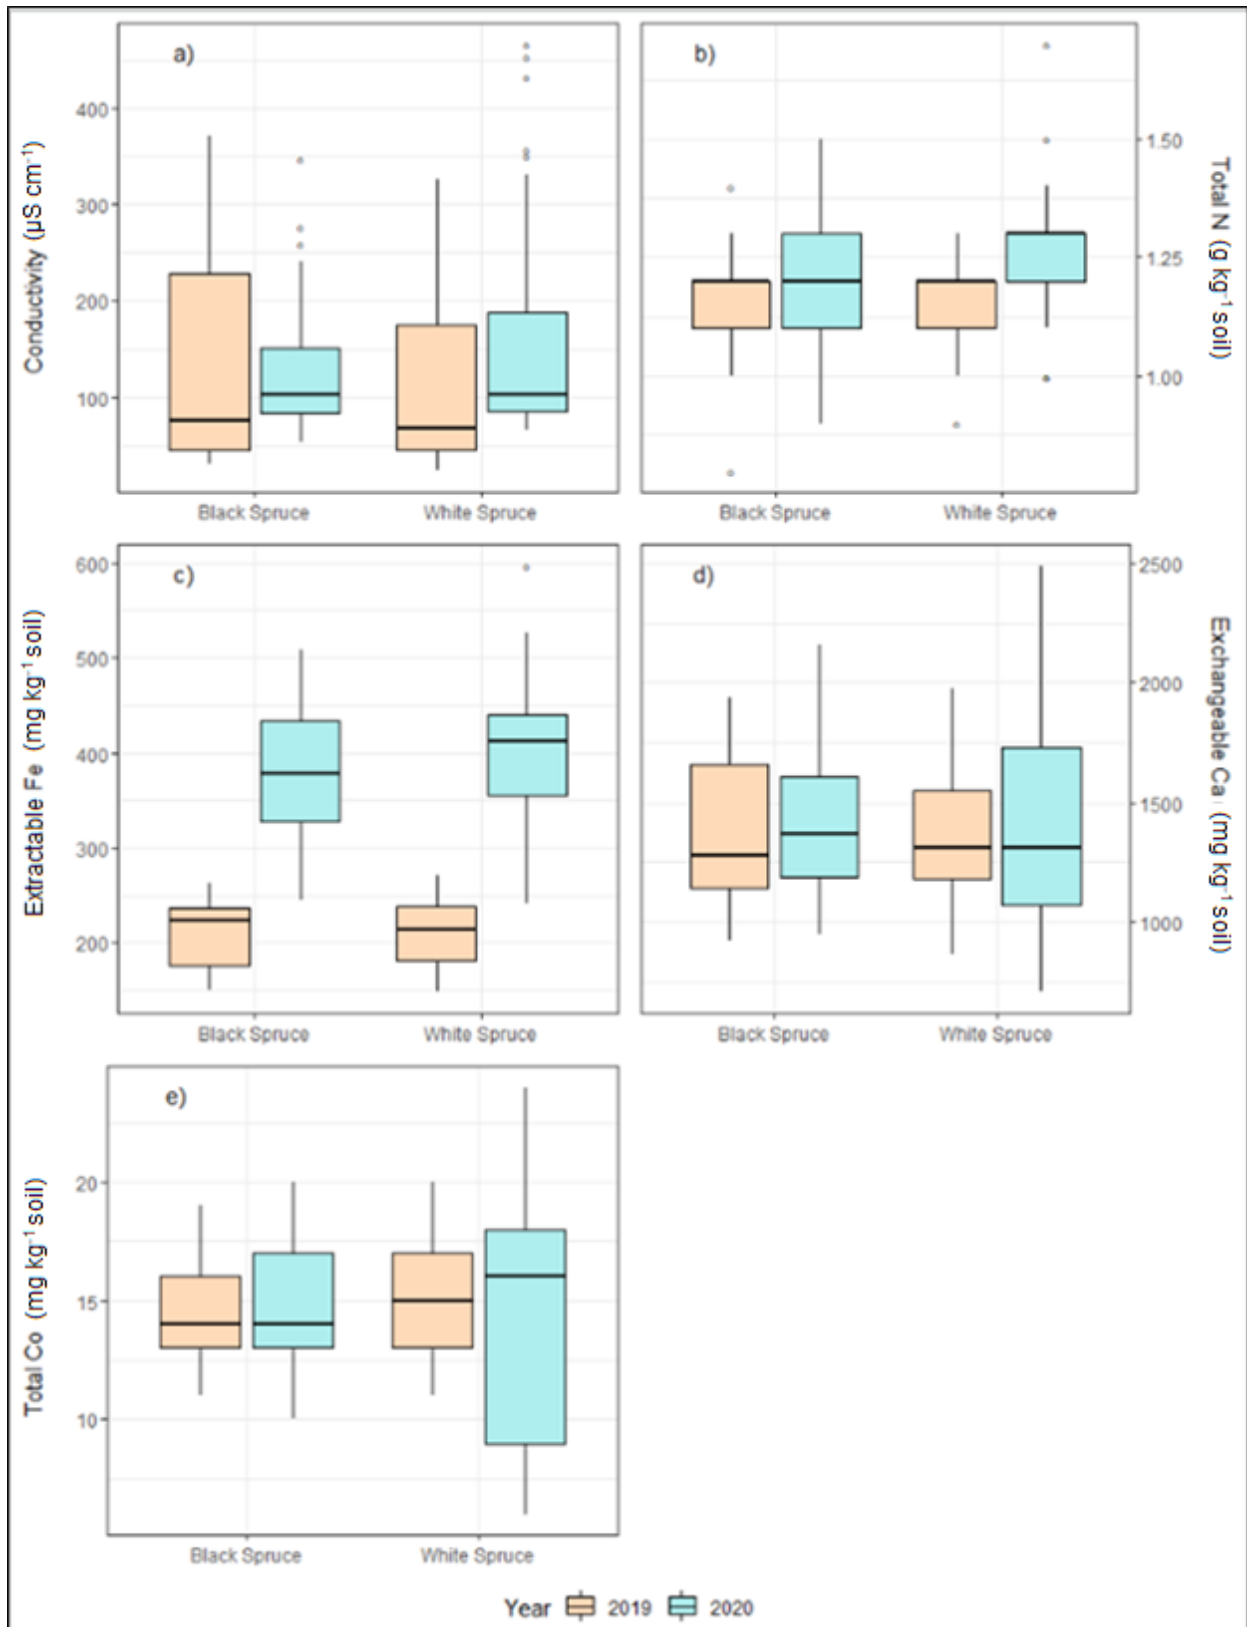 a)
400
300
200
100
Conductivity (µS cm⁻¹)
Black Spruce
White Spruce
b)
1.50
1.25
1.00
Total N (g kg⁻¹ soil)
Black Spruce
White Spruce
c)
600
500
400
300
200
Extractable Fe (mg kg⁻¹ soil)
Black Spruce
White Spruce
d)
2500
2000
1500
1000
Exchangeable Ca (mg kg⁻¹ soil)
Black Spruce
White Spruce
e)
20
15
10
Total Co (mg kg⁻¹ soil)
Black Spruce
White Spruce
Year 2019 2020